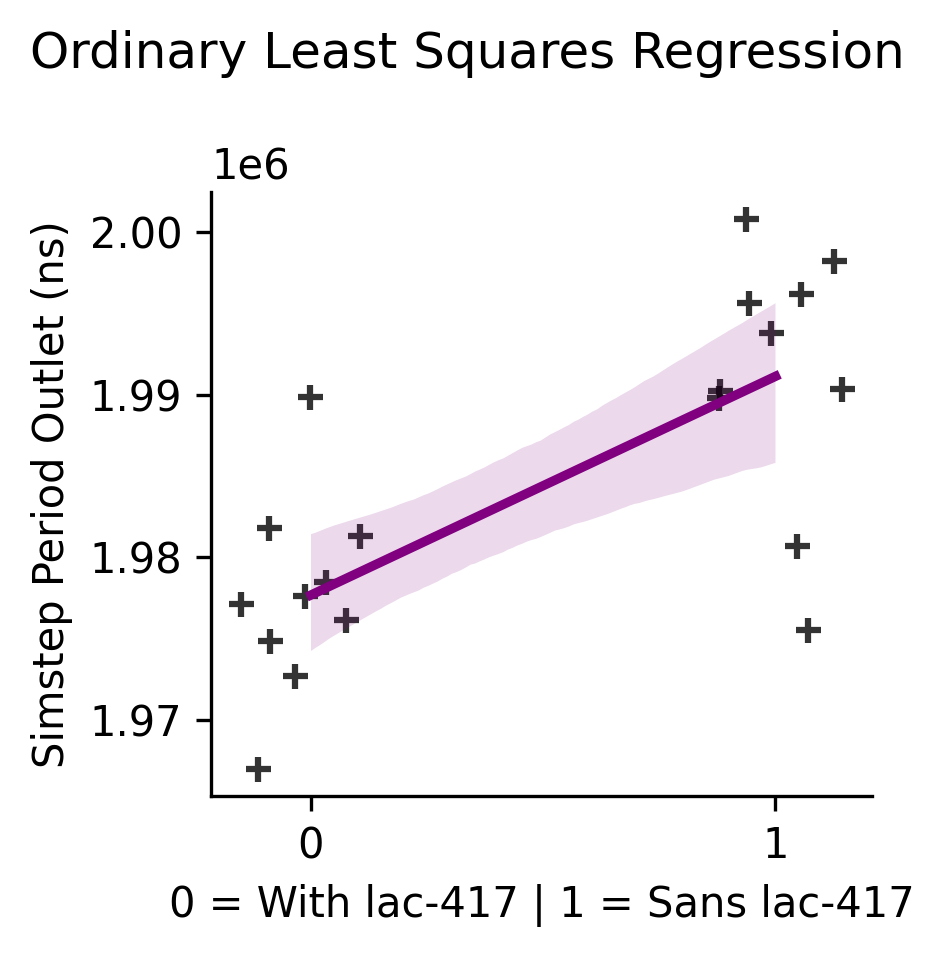 Ordinary Least Squares Regression
1e6
2.00
1.99
1.98
1.97
Simstep Period Outlet (ns)
0 1
0 = With lac-417 | 1 = Sans lac-417